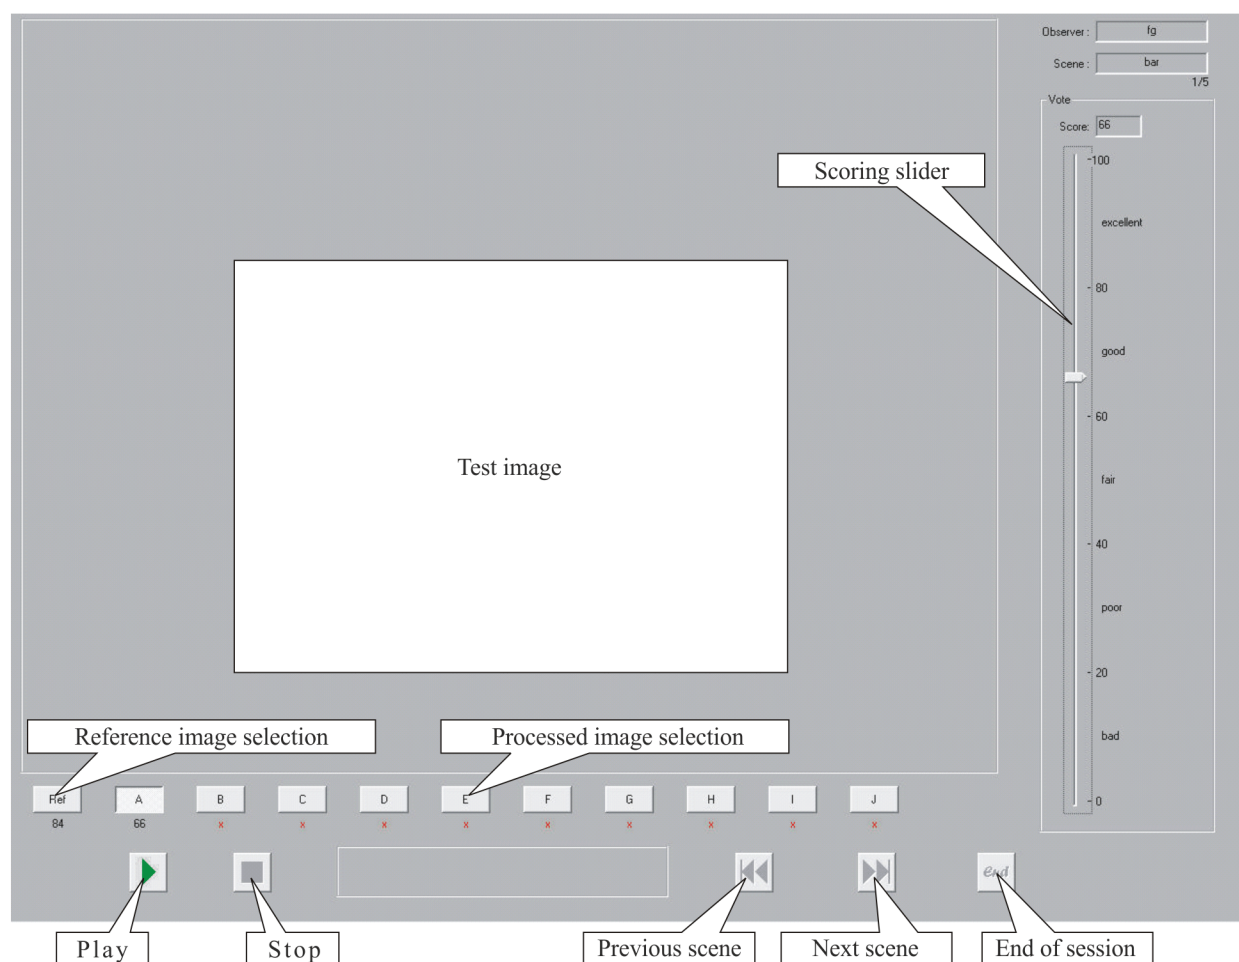 Observer : fg
Scene : bar
1/5
Vote
Score: 66
Scoring slider
100
excellent
80
good
60
fair
40
poor
20
bad
0
Test image
Reference image selection
Processed image selection
Ref A B C D E F G H I J
84 66 x x x x x x x x x
End
Play Stop Previous scene Next scene End of session